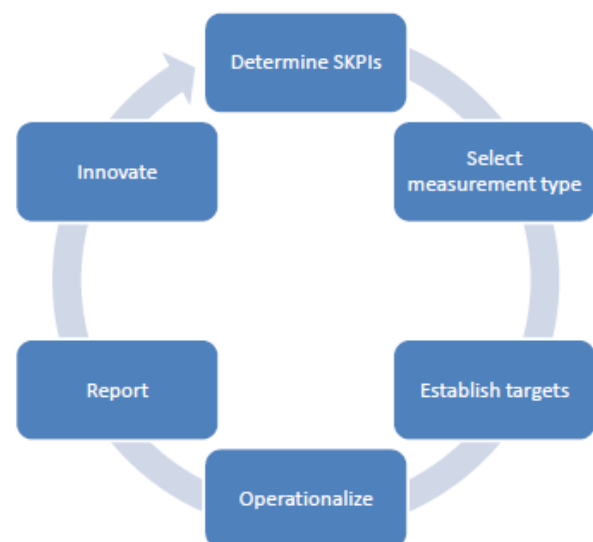 Determine SKPIs
Select
measurement type
Establish targets
Operationalize
Report
Innovate